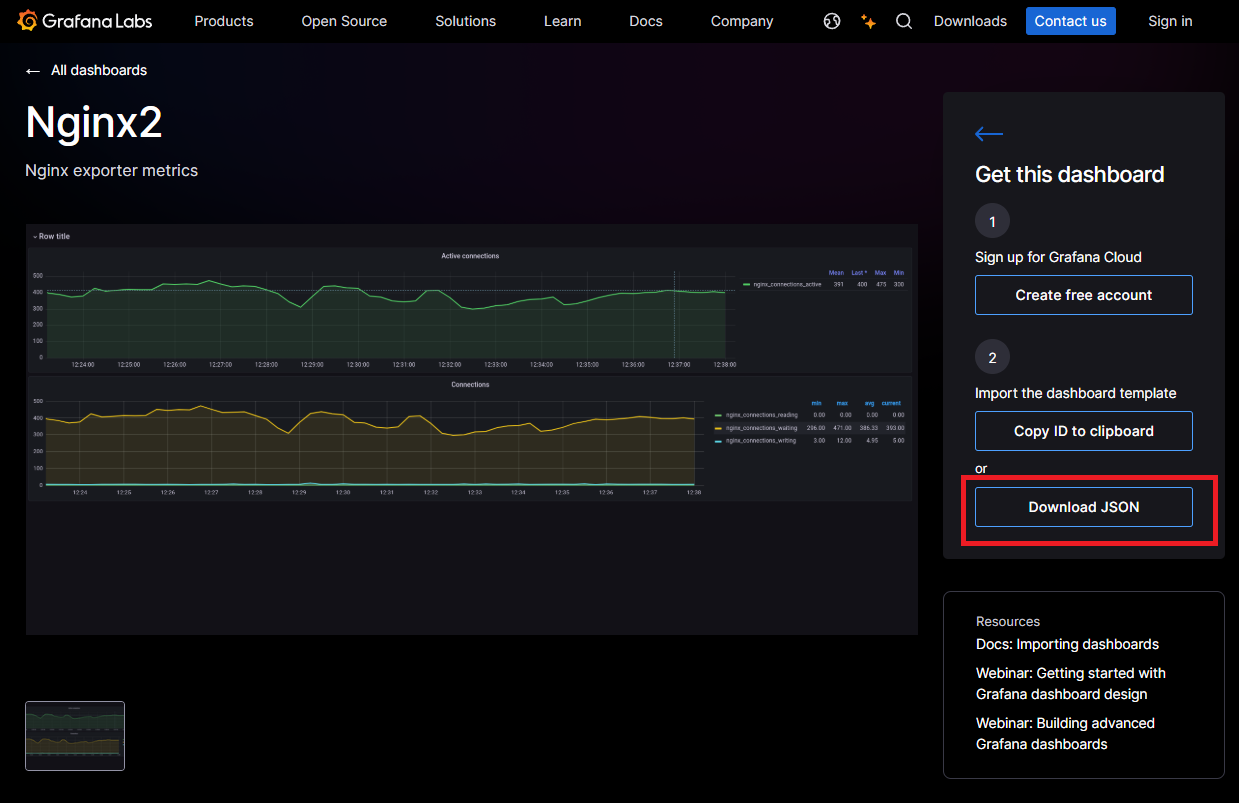 Grafana Labs Products Open Source Solutions Learn Docs Company Downloads Contact us Sign in
← All dashboards
Nginx2
Nginx exporter metrics
Row title
Active connections
Mean Last * Max Min
nginx_connections_active 391 400 475 300
500
400
300
200
100
0
12:24:00 12:25:00 12:26:00 12:27:00 12:28:00 12:29:00 12:30:00 12:31:00 12:32:00 12:33:00 12:34:00 12:35:00 12:36:00 12:37:00 12:38:00
Connections
min max avg current
nginx_connections_reading 0.00 0.00 0.00 0.00
nginx_connections_waiting 296.00 471.00 386.33 393.00
nginx_connections_writing 3.00 12.00 4.95 5.00
500
400
300
200
100
0
12:24 12:25 12:26 12:27 12:28 12:29 12:30 12:31 12:32 12:33 12:34 12:35 12:36 12:37 12:38
Get this dashboard
1
Sign up for Grafana Cloud
Create free account
2
Import the dashboard template
Copy ID to clipboard
or
Download JSON
Resources
Docs: Importing dashboards
Webinar: Getting started with
Grafana dashboard design
Webinar: Building advanced
Grafana dashboards